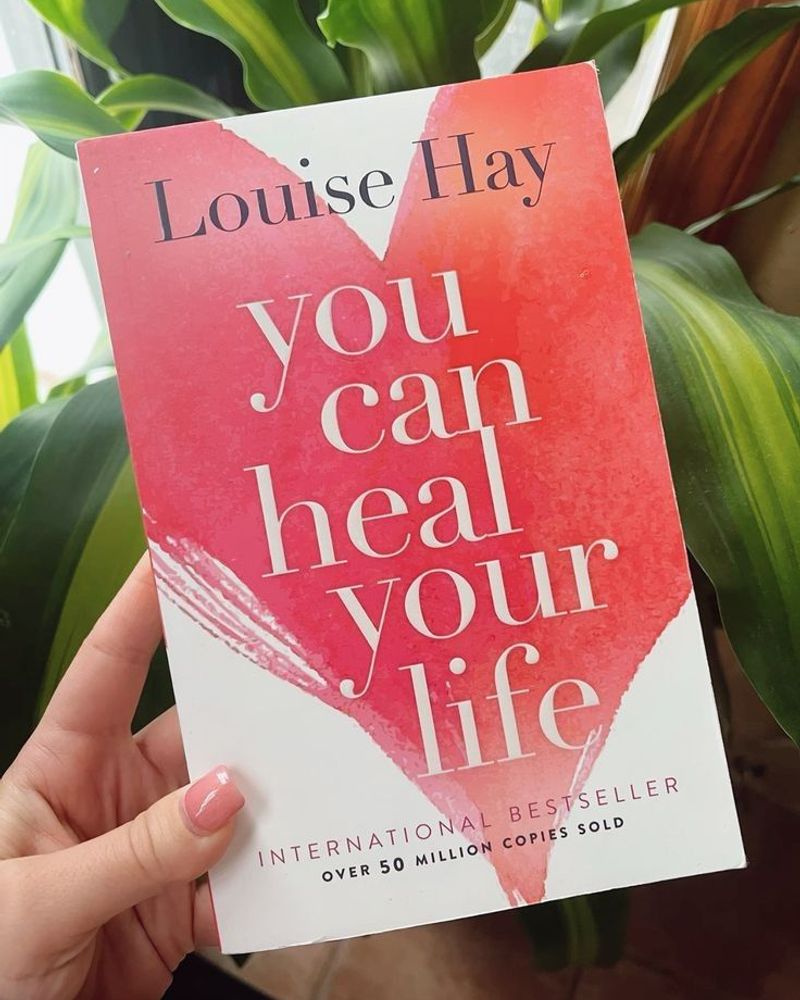 Louise Hay
you
can
heal
your
life
INTERNATIONAL BESTSELLER
OVER 50 MILLION COPIES SOLD